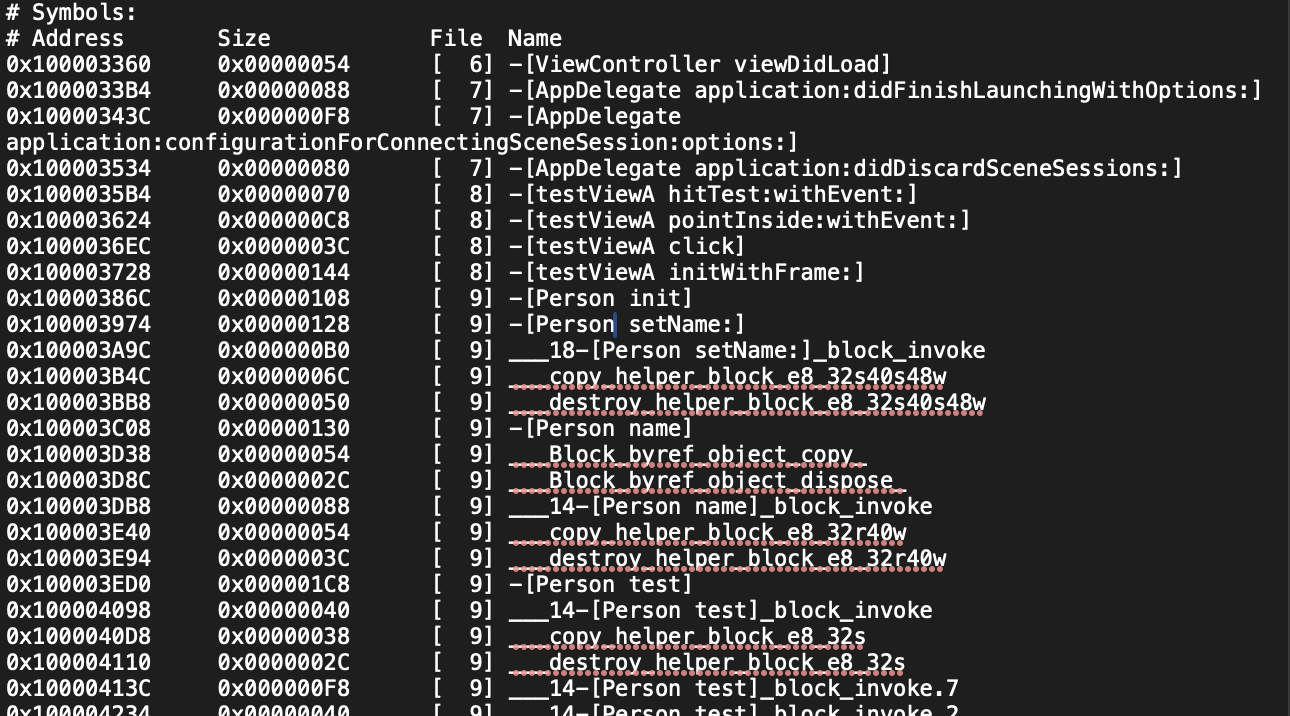 # Symbols:
# Address Size File Name
0x100003360 0x00000054 [ 6] -[ViewController viewDidLoad]
0x1000033B4 0x00000088 [ 7] -[AppDelegate application:didFinishLaunchingWithOptions:]
0x10000343C 0x000000F8 [ 7] -[AppDelegate
application:configurationForConnectingSceneSession:options:]
0x100003534 0x00000080 [ 7] -[AppDelegate application:didDiscardSceneSessions:]
0x1000035B4 0x00000070 [ 8] -[testViewA hitTest:withEvent:]
0x100003624 0x000000C8 [ 8] -[testViewA pointInside:withEvent:]
0x1000036EC 0x0000003C [ 8] -[testViewA click]
0x100003728 0x00000144 [ 8] -[testViewA initWithFrame:]
0x10000386C 0x00000108 [ 9] -[Person init]
0x100003974 0x00000128 [ 9] -[Person setName:]
0x100003A9C 0x000000B0 [ 9] ___18-[Person setName:]_block_invoke
0x100003B4C 0x0000006C [ 9] ___copy_helper_block_e8_32s40s48w
0x100003BB8 0x00000050 [ 9] ___destroy_helper_block_e8_32s40s48w
0x100003C08 0x00000130 [ 9] -[Person name]
0x100003D38 0x00000054 [ 9] ___Block_byref_object_copy_
0x100003D8C 0x0000002C [ 9] ___Block_byref_object_dispose_
0x100003DB8 0x00000088 [ 9] ___14-[Person name]_block_invoke
0x100003E40 0x00000054 [ 9] ___copy_helper_block_e8_32r40w
0x100003E94 0x0000003C [ 9] ___destroy_helper_block_e8_32r40w
0x100003ED0 0x000001C8 [ 9] -[Person test]
0x100004098 0x00000040 [ 9] ___14-[Person test]_block_invoke
0x1000040D8 0x00000038 [ 9] ___copy_helper_block_e8_32s
0x100004110 0x0000002C [ 9] ___destroy_helper_block_e8_32s
0x10000413C 0x000000F8 [ 9] ___14-[Person test]_block_invoke.7
0x100004234 0x00000040 [ 9] ___14-[Person test]_block_invoke.2